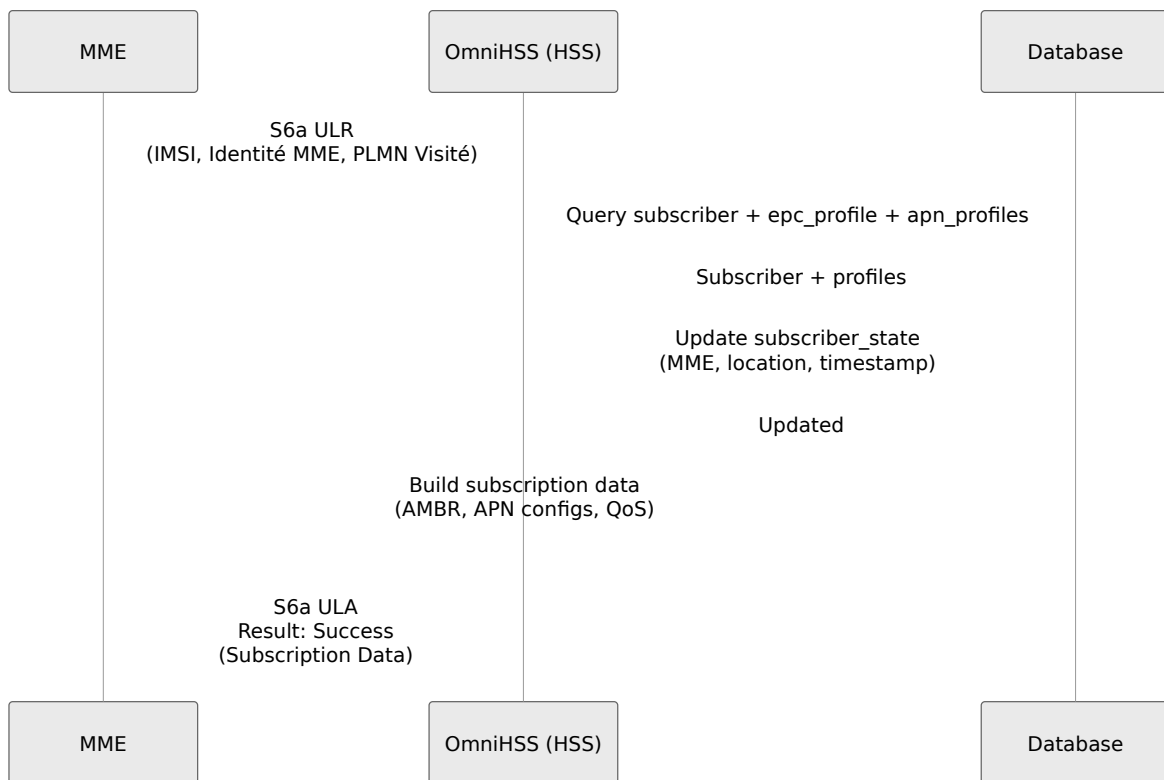 MME
OmniHSS (HSS)
Database
S6a ULR
(IMSI, Identité MME, PLMN Visité)
Query subscriber + epc_profile + apn_profiles
Subscriber + profiles
Update subscriber_state
(MME, location, timestamp)
Updated
Build subscription data
(AMBR, APN configs, QoS)
S6a ULA
Result: Success
(Subscription Data)
MME
OmniHSS (HSS)
Database